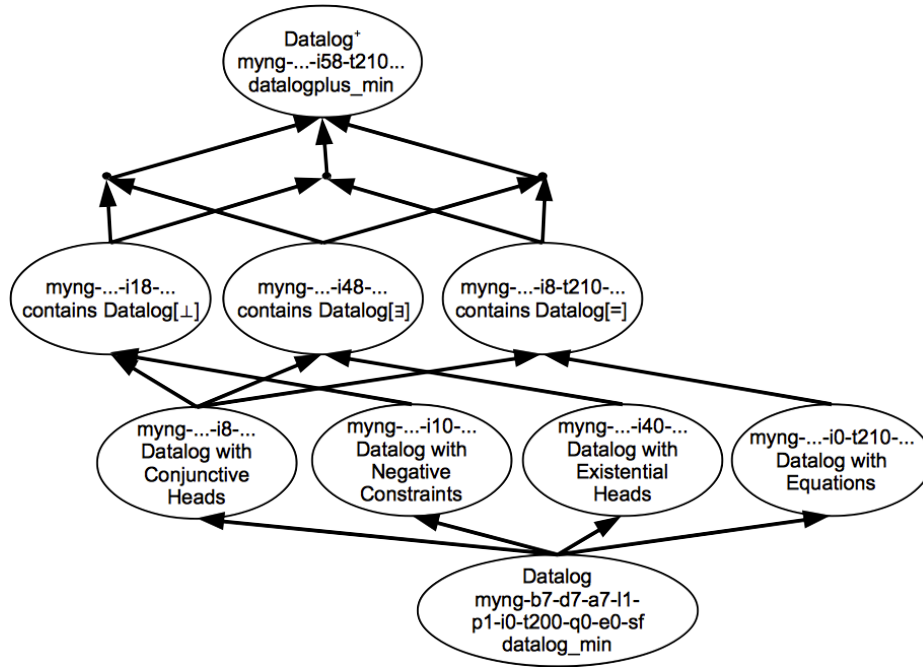 Datalog⁺
myng-...-i58-t210...
datalogplus_min
myng-...-i18-...
contains Datalog[⊥]
myng-...-i48-...
contains Datalog[∃]
myng-...-i8-t210-...
contains Datalog[=]
myng-...-i8-...
Datalog with
Conjunctive
Heads
myng-...-i10-...
Datalog with
Negative
Constraints
myng-...-i40-...
Datalog with
Existential
Heads
myng-...-i0-t210-...
Datalog with
Equations
Datalog
myng-b7-d7-a7-l1-
p1-i0-t200-q0-e0-sf
datalog_min